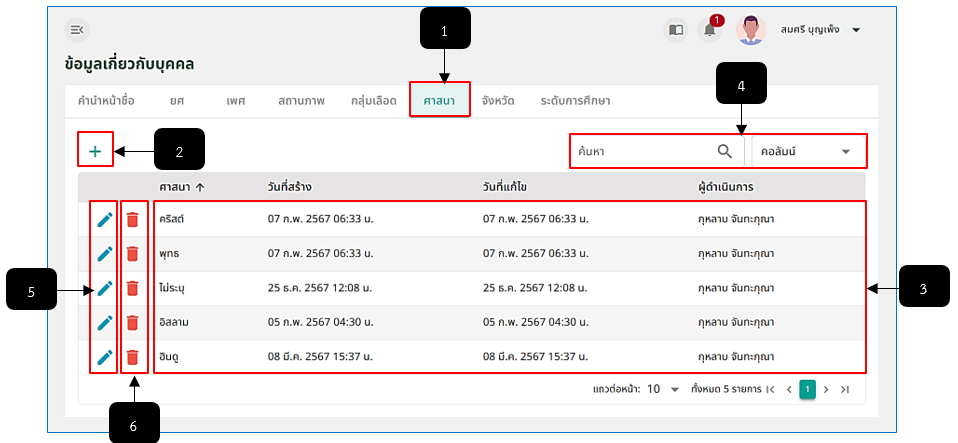 1
1
สมศรี บุญเพ็ง
ข้อมูลเกี่ยวกับบุคคล
4
คำนำหน้าชื่อ ยศ เพศ สถานภาพ กลุ่มเลือด ศาสนา จังหวัด ระดับการศึกษา
+ 2 ค้นหา คอลัมน์
ศาสนา วันที่สร้าง วันที่แก้ไข ผู้ดำเนินการ
คริสต์ 07 ก.พ. 2567 06:33 น. 07 ก.พ. 2567 06:33 น. กุหลาบ จันทะกุณา
พุทธ 07 ก.พ. 2567 06:33 น. 07 ก.พ. 2567 06:33 น. กุหลาบ จันทะกุณา
5 ไม่ระบุ 25 ธ.ค. 2567 12:08 น. 25 ธ.ค. 2567 12:08 น. กุหลาบ จันทะกุณา 3
อิสลาม 05 ก.พ. 2567 04:30 น. 05 ก.พ. 2567 04:30 น. กุหลาบ จันทะกุณา
ฮินดู 08 มี.ค. 2567 15:37 น. 08 มี.ค. 2567 15:37 น. กุหลาบ จันทะกุณา
แถวต่อหน้า: 10 ทั้งหมด 5 รายการ 1
6